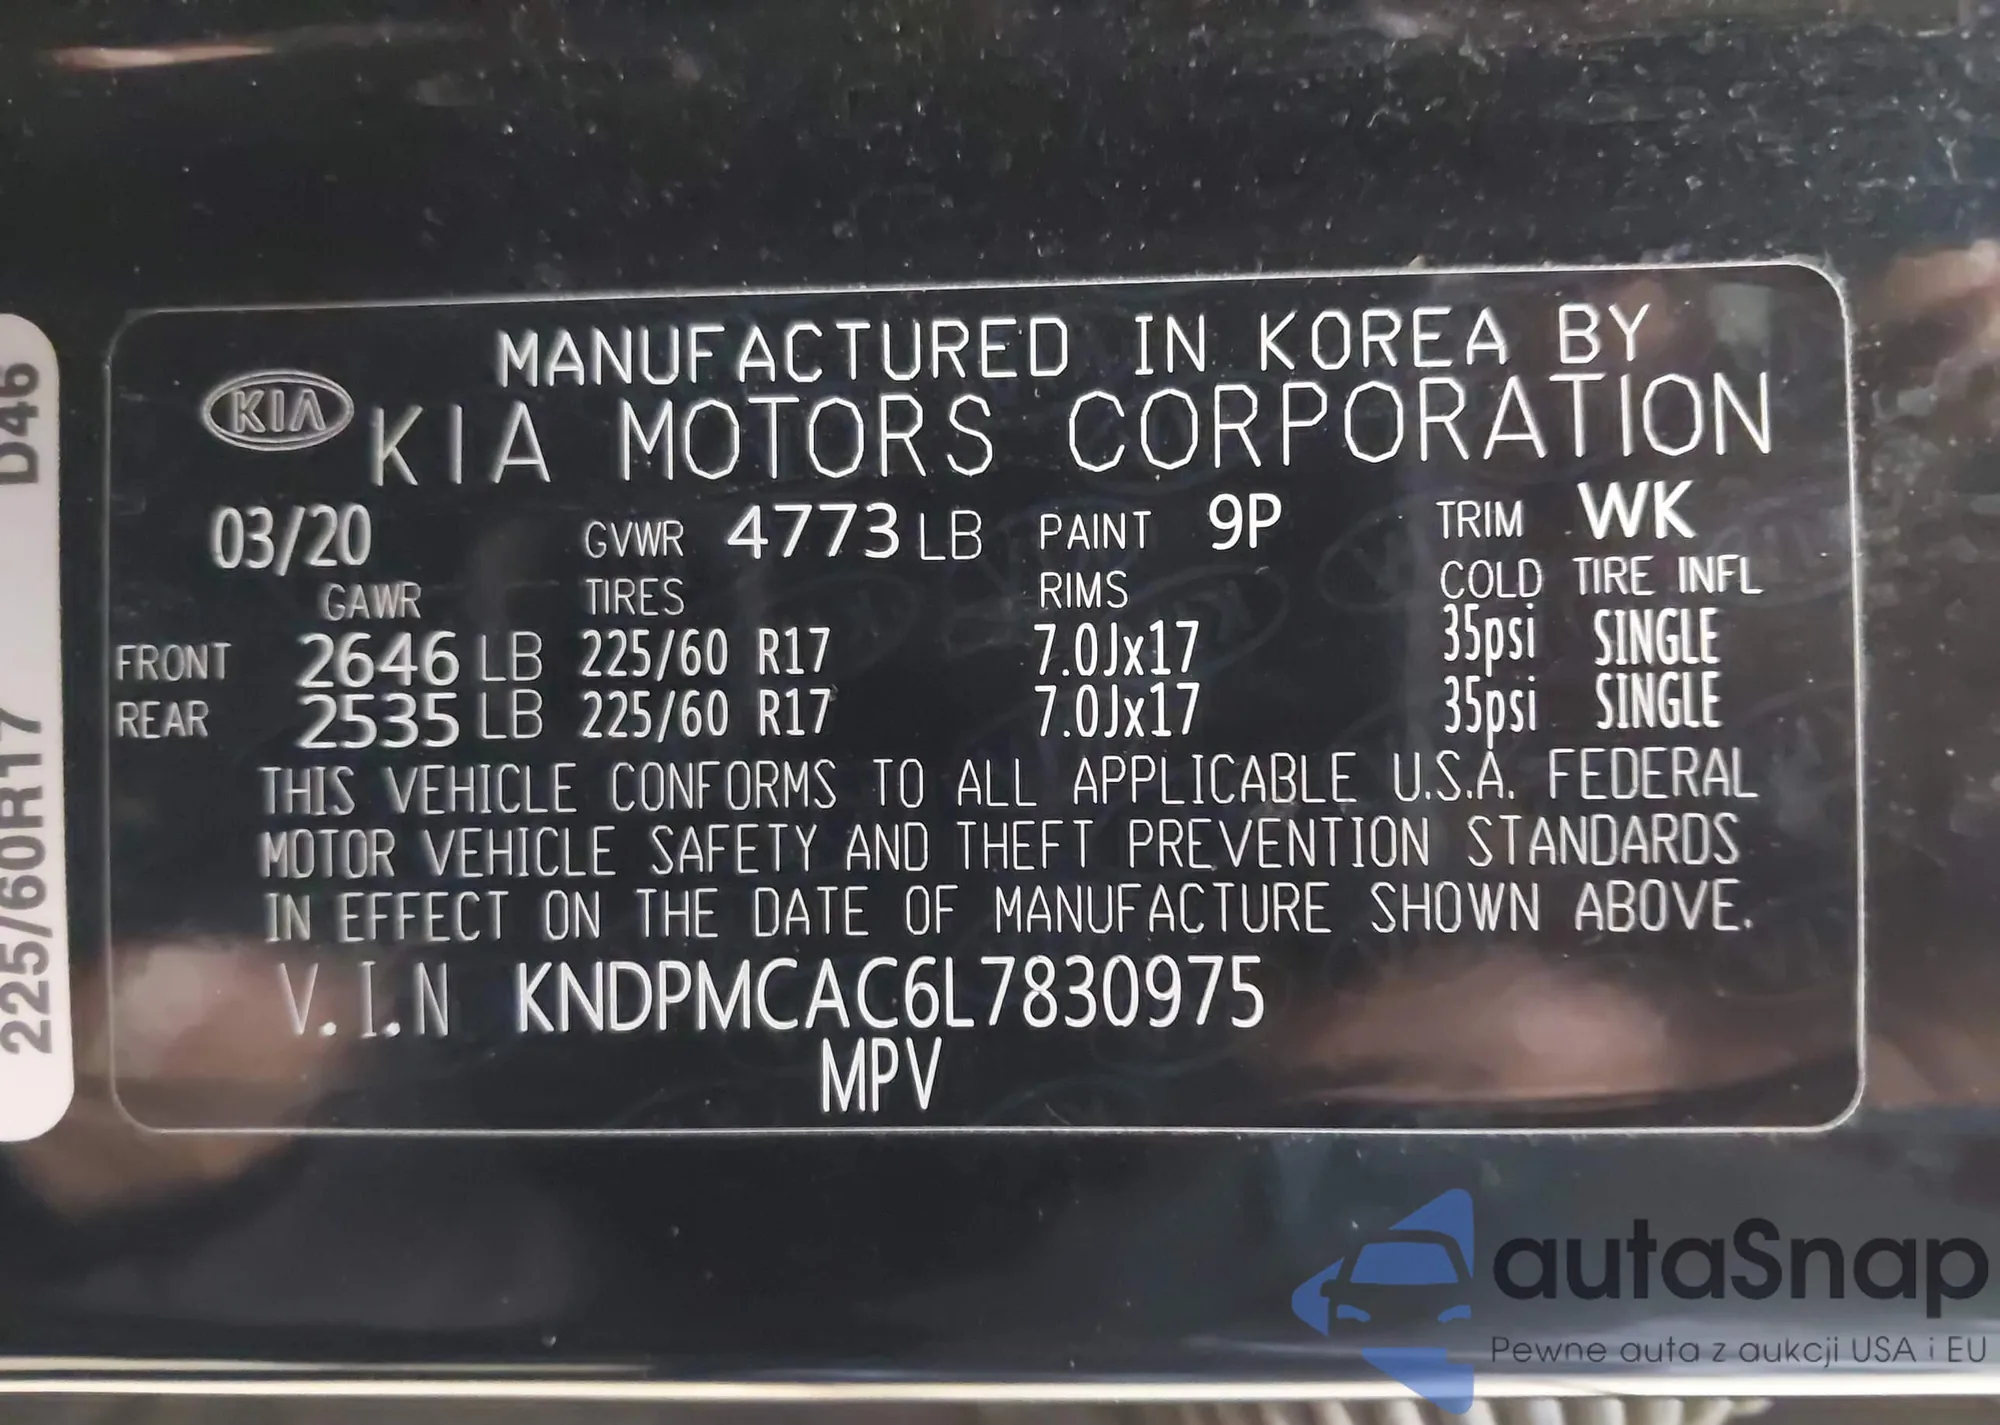 MANUFACTURED IN KOREA BY
KIA KIA MOTORS CORPORATION
03/20 GVWR 4773 LB PAINT 9P TRIM WK
GAWR TIRES RIMS COLD TIRE INFL
FRONT 2646 LB 225/60 R17 7.0Jx17 35psi SINGLE
REAR 2535 LB 225/60 R17 7.0Jx17 35psi SINGLE
THIS VEHICLE CONFORMS TO ALL APPLICABLE U.S.A. FEDERAL
MOTOR VEHICLE SAFETY AND THEFT PREVENTION STANDARDS
IN EFFECT ON THE DATE OF MANUFACTURE SHOWN ABOVE.
V.I.N KNDPMCAC6L7830975
MPV
225/60R17 D46
autaSnap
Pewne auta z aukcji USA i EU